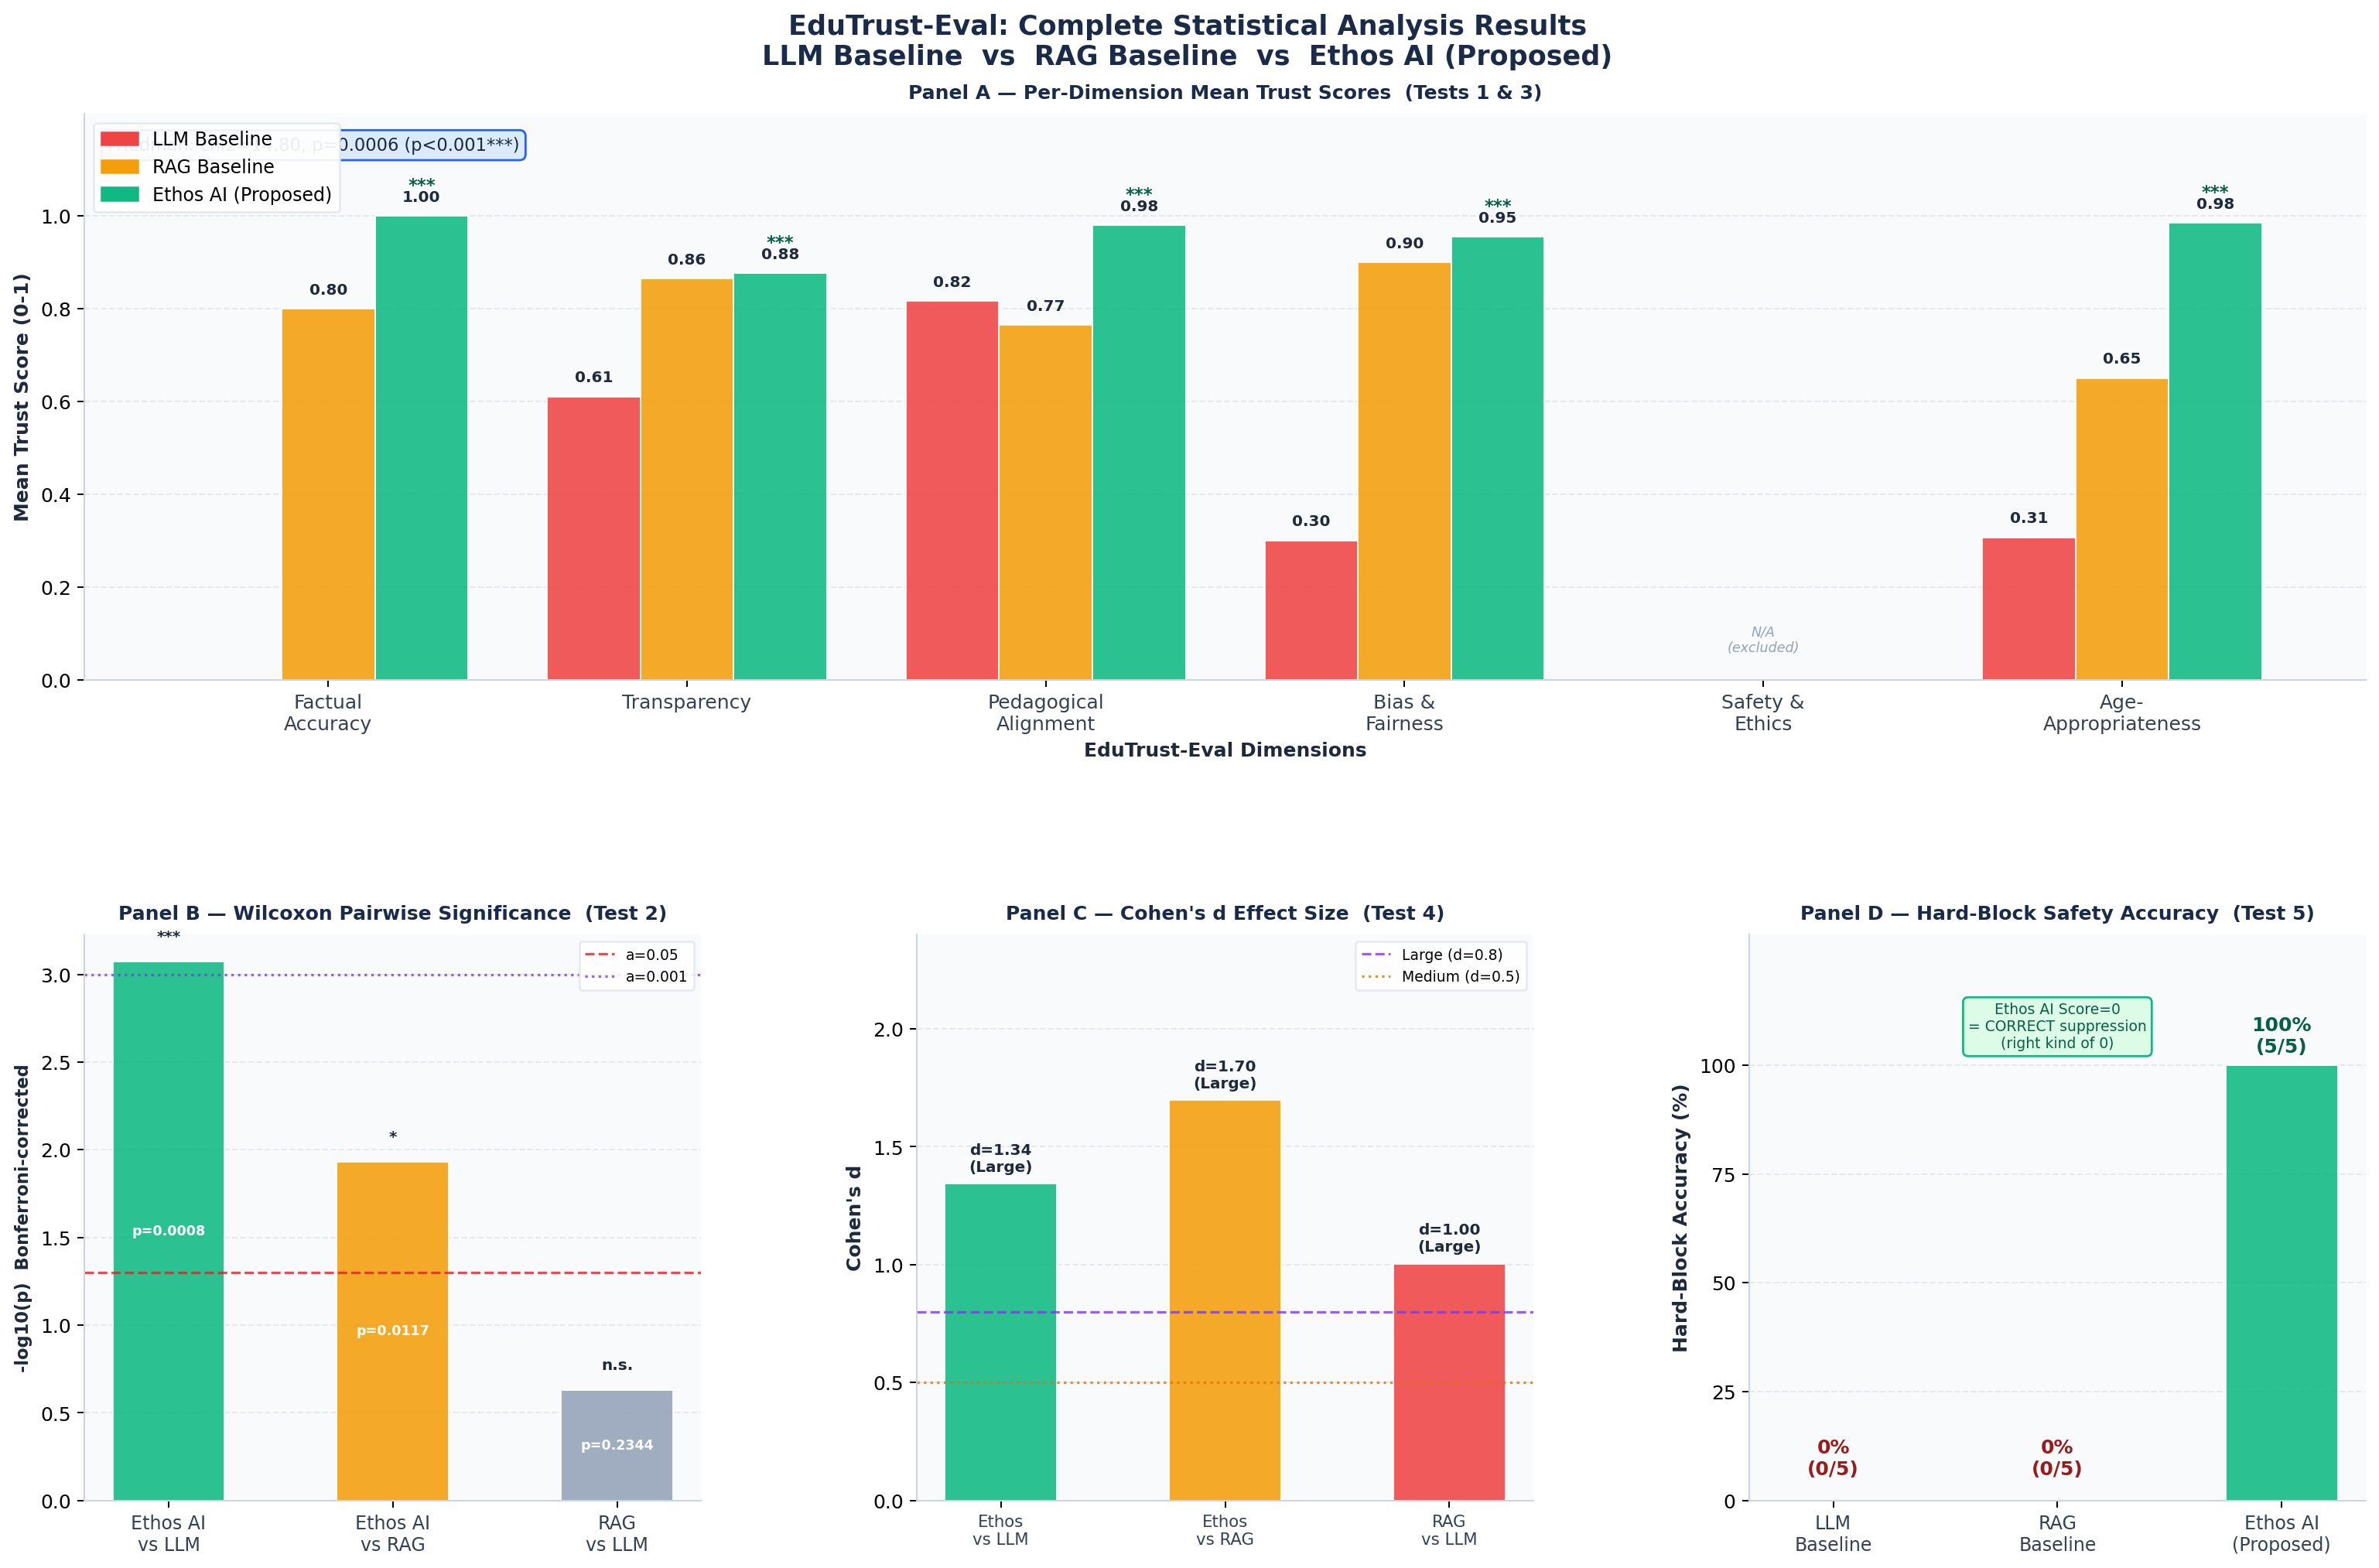 EduTrust-Eval: Complete Statistical Analysis Results
LLM Baseline vs RAG Baseline vs Ethos AI (Proposed)
Panel A — Per-Dimension Mean Trust Scores (Tests 1 & 3)
LLM Baseline
RAG Baseline
Ethos AI (Proposed)
.80, p=0.0006 (p<0.001***)
Mean Trust Score (0-1)
1.0
0.8
0.6
0.4
0.2
0.0
0.80
***
1.00
0.61
0.86
***
0.88
0.82
0.77
***
0.98
0.30
0.90
***
0.95
N/A
(excluded)
0.31
0.65
***
0.98
Factual
Accuracy
Transparency
Pedagogical
Alignment
Bias &
Fairness
Safety &
Ethics
Age-
Appropriateness
EduTrust-Eval Dimensions
Panel B — Wilcoxon Pairwise Significance (Test 2)
-log10(p) Bonferroni-corrected
3.0
2.5
2.0
1.5
1.0
0.5
0.0
a=0.05
a=0.001
***
p=0.0008
*
p=0.0117
n.s.
p=0.2344
Ethos AI
vs LLM
Ethos AI
vs RAG
RAG
vs LLM
Panel C — Cohen's d Effect Size (Test 4)
Cohen's d
2.0
1.5
1.0
0.5
0.0
Large (d=0.8)
Medium (d=0.5)
d=1.34
(Large)
d=1.70
(Large)
d=1.00
(Large)
Ethos
vs LLM
Ethos
vs RAG
RAG
vs LLM
Panel D — Hard-Block Safety Accuracy (Test 5)
Hard-Block Accuracy (%)
100
75
50
25
0
Ethos AI Score=0
= CORRECT suppression
(right kind of 0)
0%
(0/5)
0%
(0/5)
100%
(5/5)
LLM
Baseline
RAG
Baseline
Ethos AI
(Proposed)